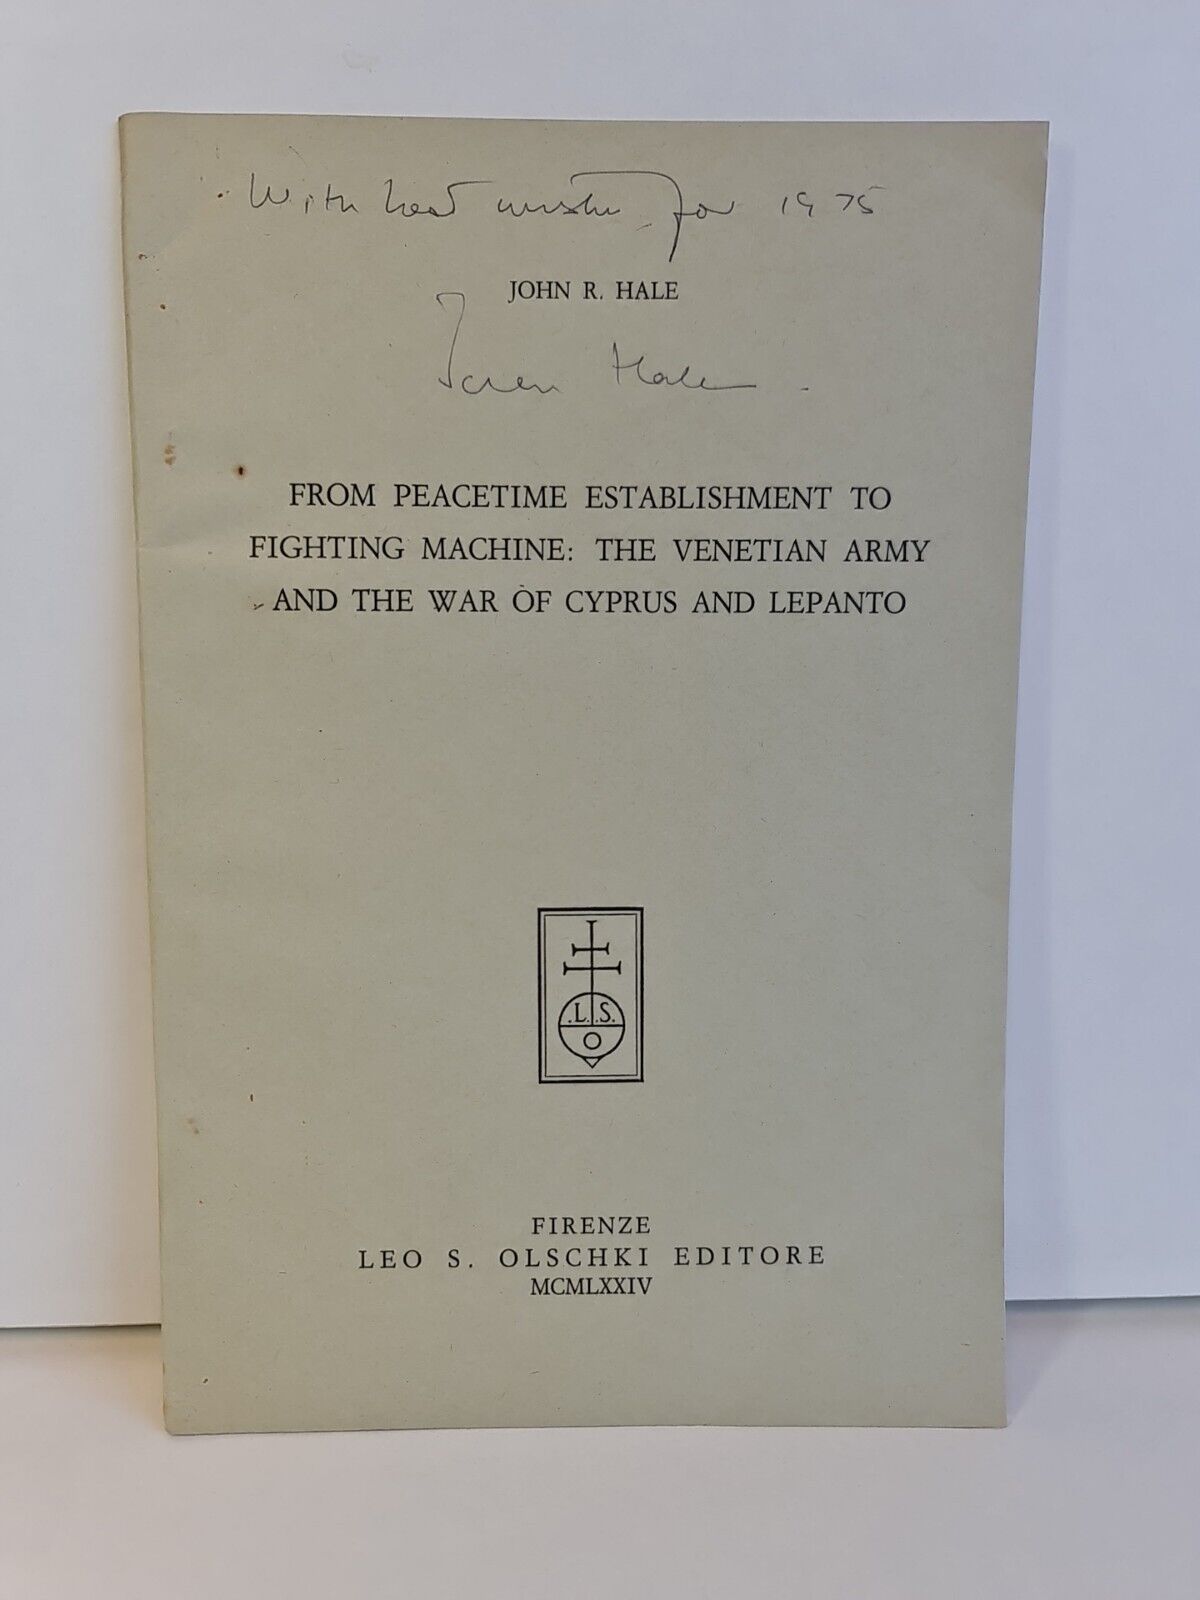 With best wishes for 1975
JOHN R. HALE
Hale
FROM PEACETIME ESTABLISHMENT TO
FIGHTING MACHINE: THE VENETIAN ARMY
AND THE WAR OF CYPRUS AND LEPANTO
.L.S.
O
FIRENZE
LEO S. OLSCHKI EDITORE
MCMLXXIV